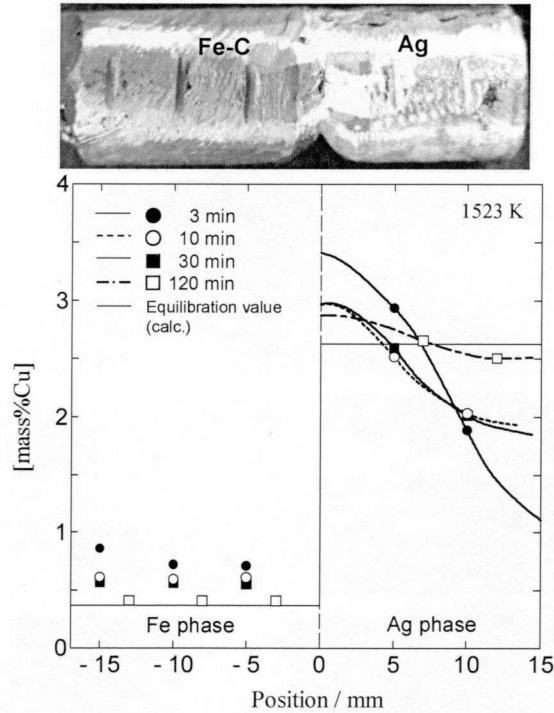 Fe-C
Ag
1523 K
3 min
10 min
30 min
120 min
Equilibration value
(calc.)
[mass%Cu]
4
3
2
1
0
Fe phase
Ag phase
-15
-10
-5
0
5
10
15
Position / mm